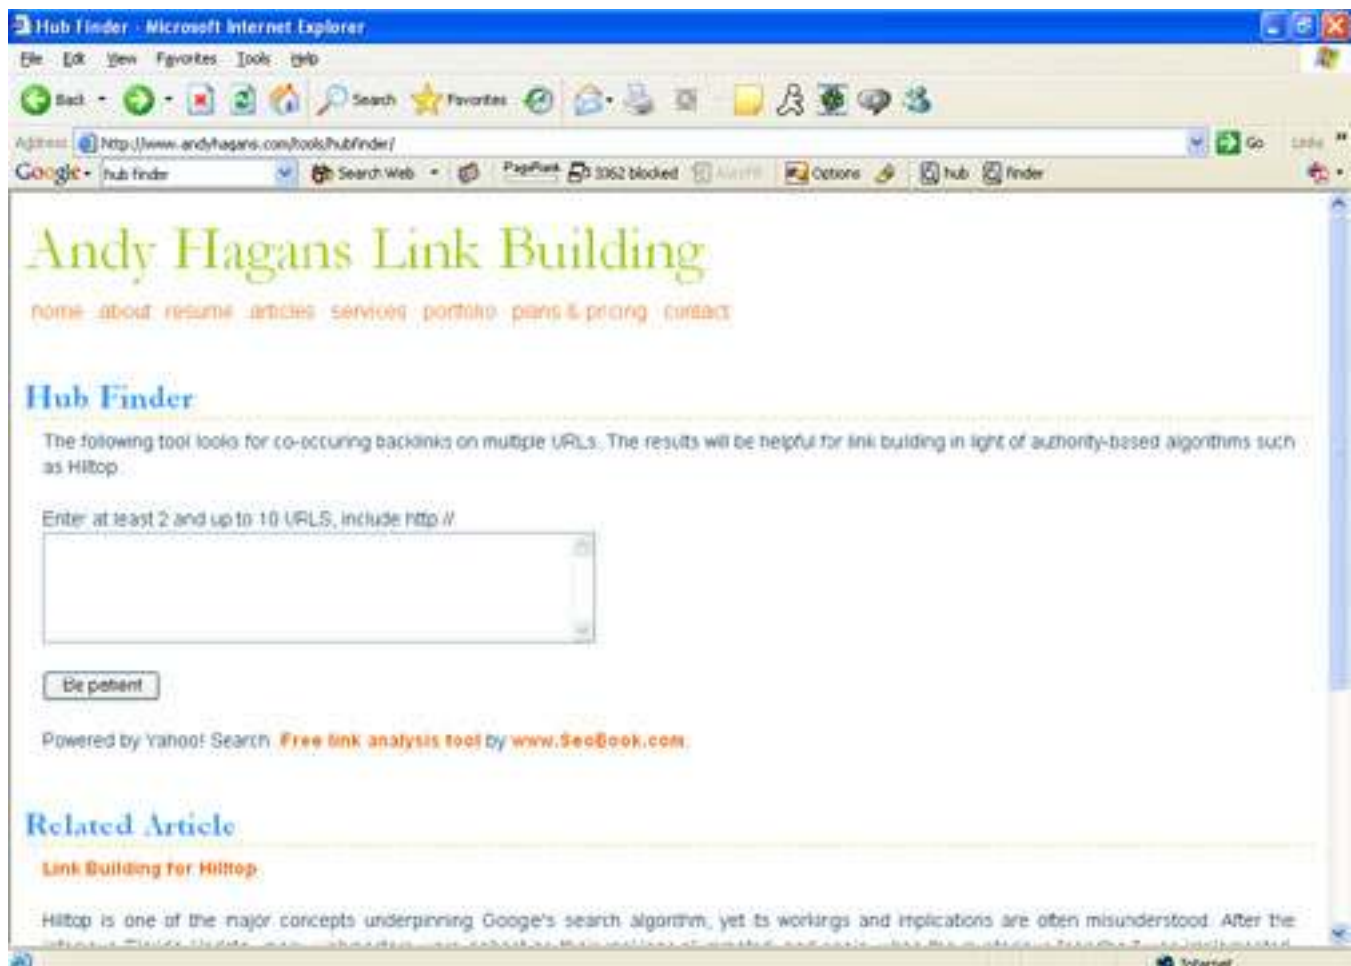 Hub Finder - Microsoft Internet Explorer
File Edit View Favorites Tools Help
Back Search Favorites
Address http://www.andyhagans.com/tools/hubfinder/ Go Links
Google hub finder Search Web PageRank 3362 blocked Options hub finder
Andy Hagans Link Building
home about resume articles services portfolio plans & pricing contact
Hub Finder
The following tool looks for co-occuring backlinks on multiple URLs. The results will be helpful for link building in light of authority-based algorithms such
as Hilltop.
Enter at least 2 and up to 10 URLS, include http://
Be patient
Powered by Yahoo! Search. Free link analysis tool by www.SeoBook.com.
Related Article
Link Building for Hilltop
Hilltop is one of the major concepts underpinning Googe's search algorithm, yet its workings and implications are often misunderstood. After the
Internet